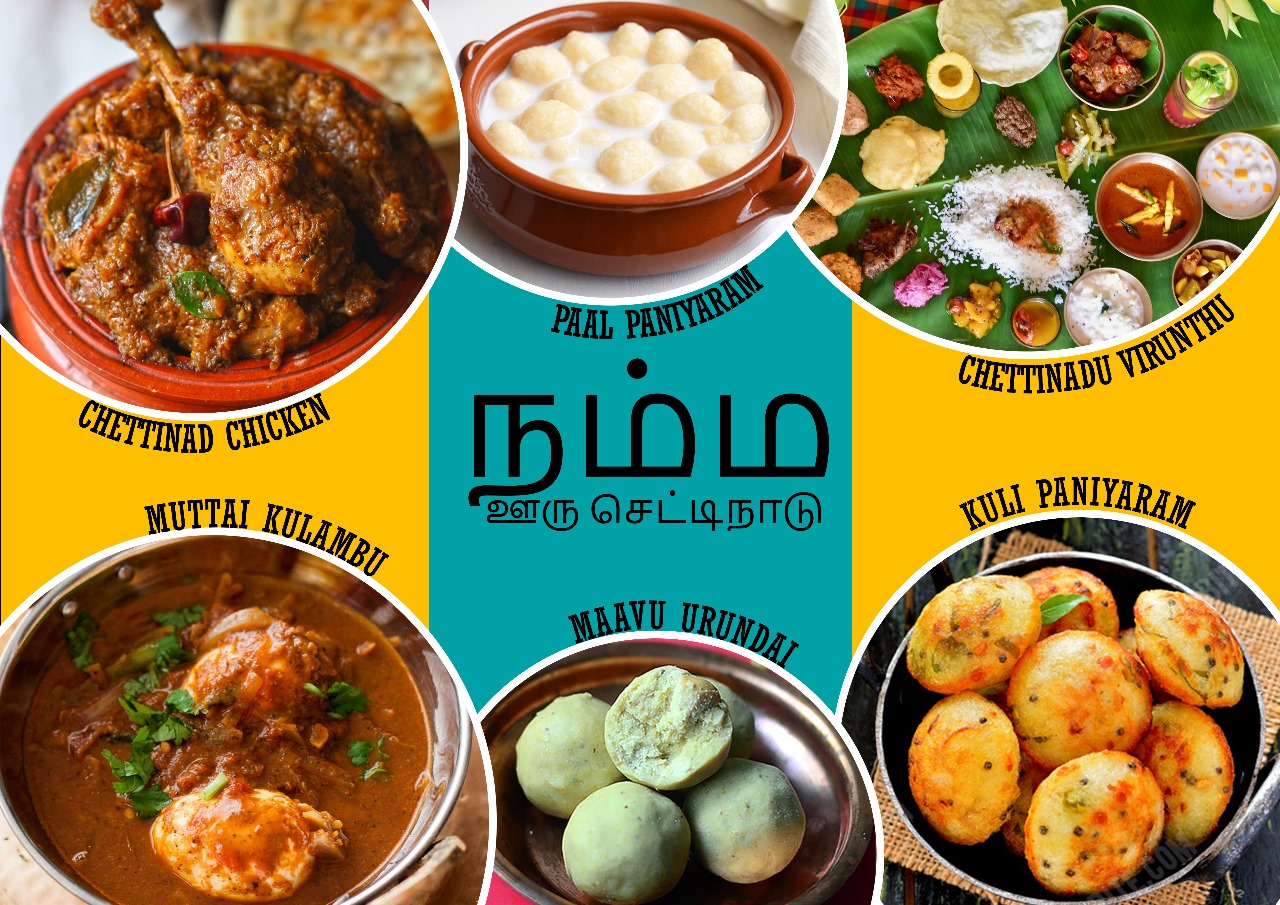 PAAL PANIYARAM
CHETTINADU VIRUNTHU
CHETTINAD CHICKEN
நம்ம
ஊரு செட்டிநாடு
MUTTAI KULAMBU
KULI PANIYARAM
MAAVU URUNDAI